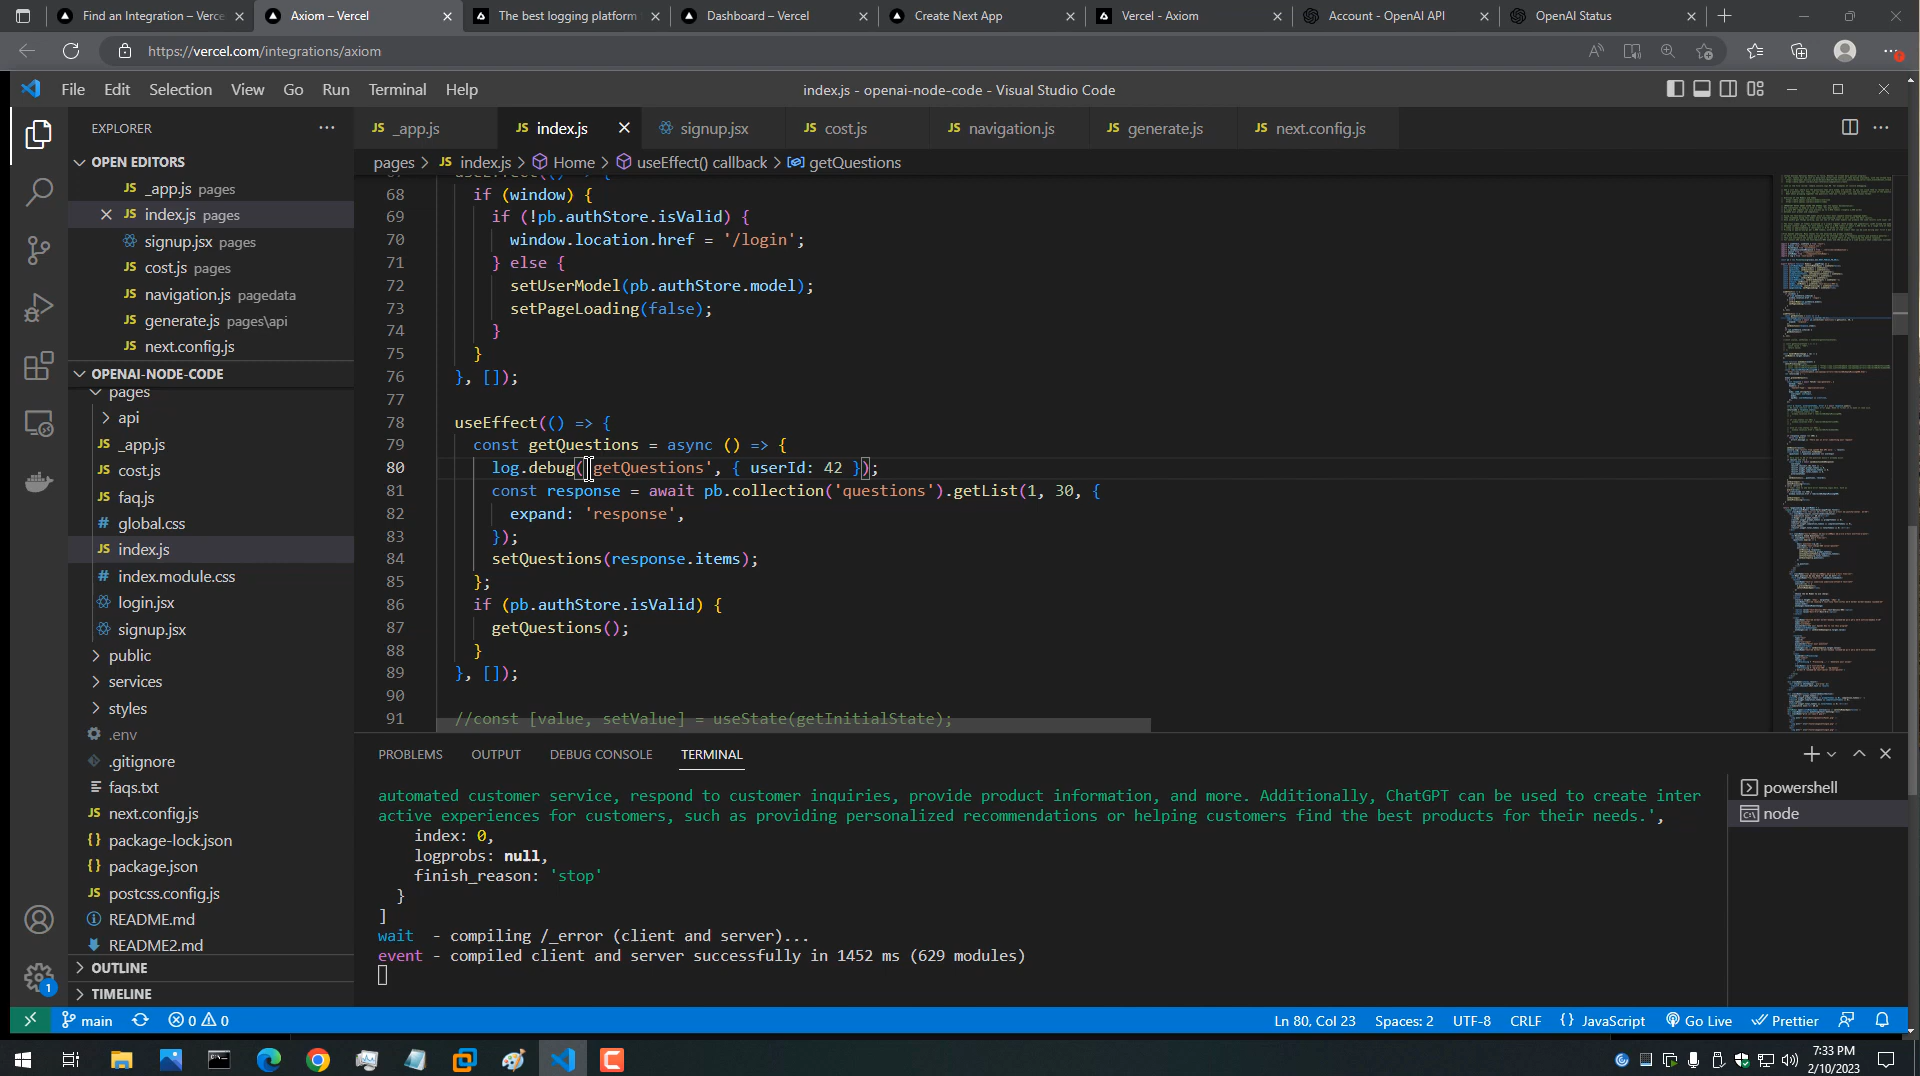 Find an Integration – Verce
Axiom – Vercel
The best logging platform
Dashboard – Vercel
Create Next App
Vercel - Axiom
Account - OpenAI API
OpenAI Status
https://vercel.com/integrations/axiom
File Edit Selection View Go Run Terminal Help
index.js - openai-node-code - Visual Studio Code
EXPLORER
OPEN EDITORS
JS _app.js pages
JS index.js pages
signup.jsx pages
JS cost.js pages
JS navigation.js pagedata
JS generate.js pages\api
JS next.config.js
OPENAI-NODE-CODE
pages
api
JS _app.js
JS cost.js
JS faq.js
# global.css
JS index.js
# index.module.css
login.jsx
signup.jsx
public
services
styles
.env
.gitignore
faqs.txt
JS next.config.js
{} package-lock.json
{} package.json
JS postcss.config.js
README.md
README2.md
OUTLINE
TIMELINE
JS _app.js
JS index.js
signup.jsx
JS cost.js
JS navigation.js
JS generate.js
JS next.config.js
pages > JS index.js > Home > useEffect() callback > getQuestions
useEffect(() => {
68 if (window) {
69 if (!pb.authStore.isValid) {
70 window.location.href = '/login';
71 } else {
72 setUserModel(pb.authStore.model);
73 setPageLoading(false);
74 }
75 }
76 }, []);
77
78 useEffect(() => {
79 const getQuestions = async () => {
80 log.debug('getQuestions', { userId: 42 });
81 const response = await pb.collection('questions').getList(1, 30, {
82 expand: 'response',
83 });
84 setQuestions(response.items);
85 };
86 if (pb.authStore.isValid) {
87 getQuestions();
88 }
89 }, []);
90
91 //const [value, setValue] = useState(getInitialState);
PROBLEMS OUTPUT DEBUG CONSOLE TERMINAL
automated customer service, respond to customer inquiries, provide product information, and more. Additionally, ChatGPT can be used to create inter
active experiences for customers, such as providing personalized recommendations or helping customers find the best products for their needs.',
index: 0,
logprobs: null,
finish_reason: 'stop'
}
]
wait - compiling /_error (client and server)...
event - compiled client and server successfully in 1452 ms (629 modules)
powershell
node
1
main 0 0
Ln 80, Col 23
Spaces: 2
UTF-8
CRLF
{} JavaScript
Go Live
Prettier
7:33 PM
2/10/2023